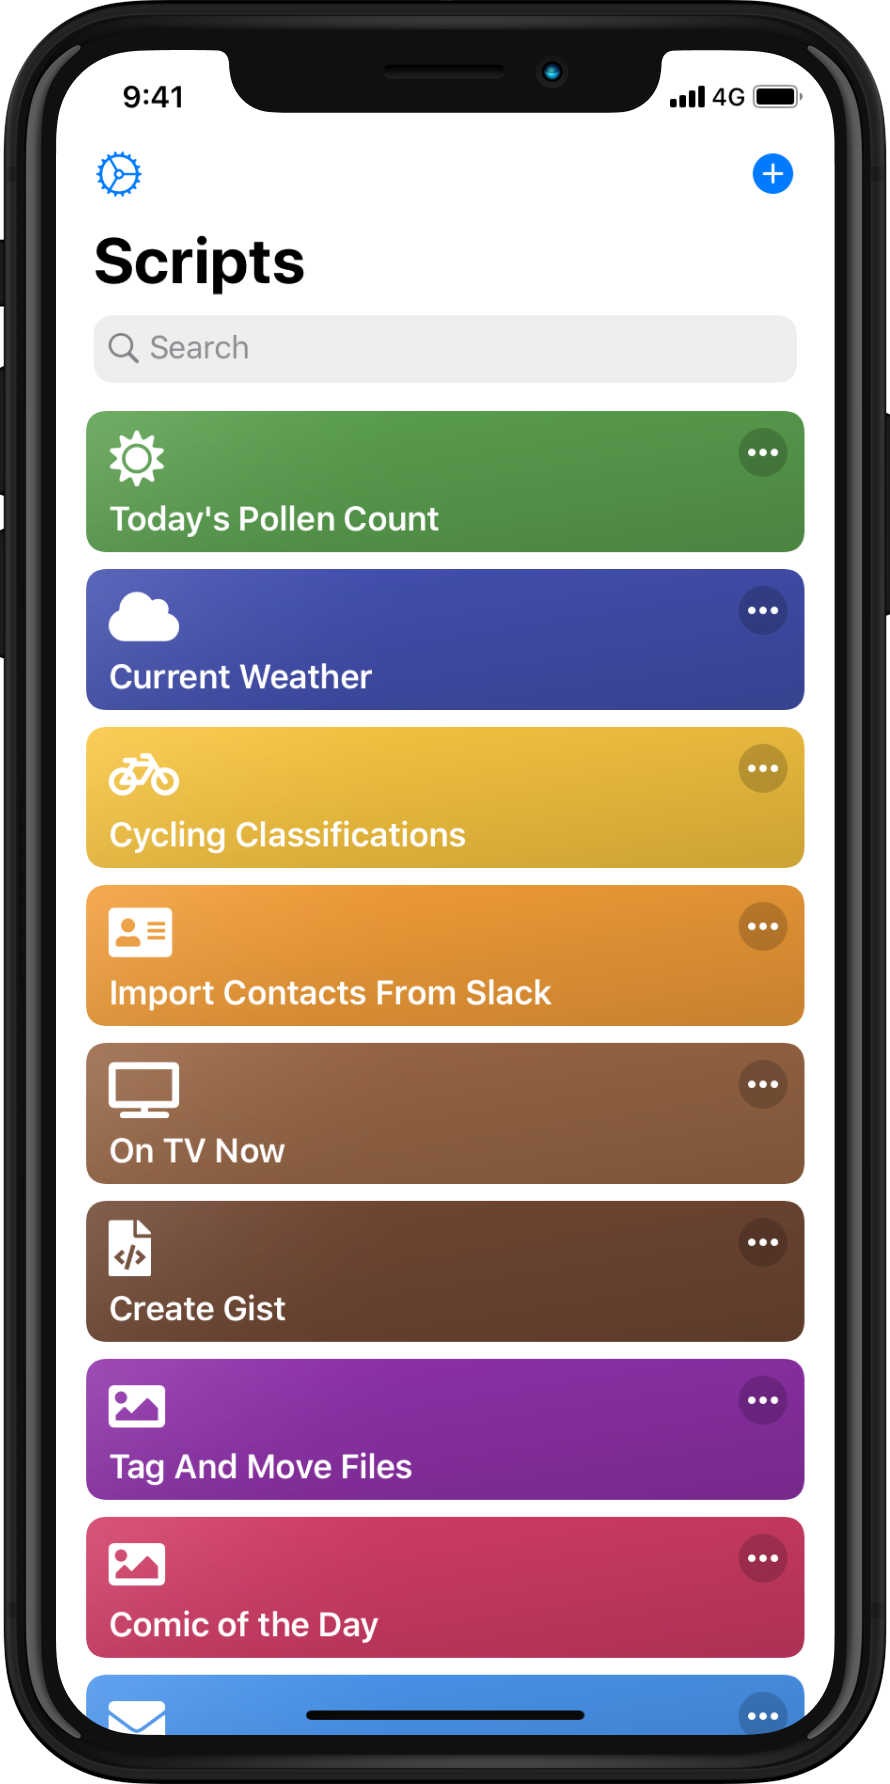 9:41
4G
Scripts
Search
Today's Pollen Count
Current Weather
Cycling Classifications
Import Contacts From Slack
On TV Now
Create Gist
Tag And Move Files
Comic of the Day